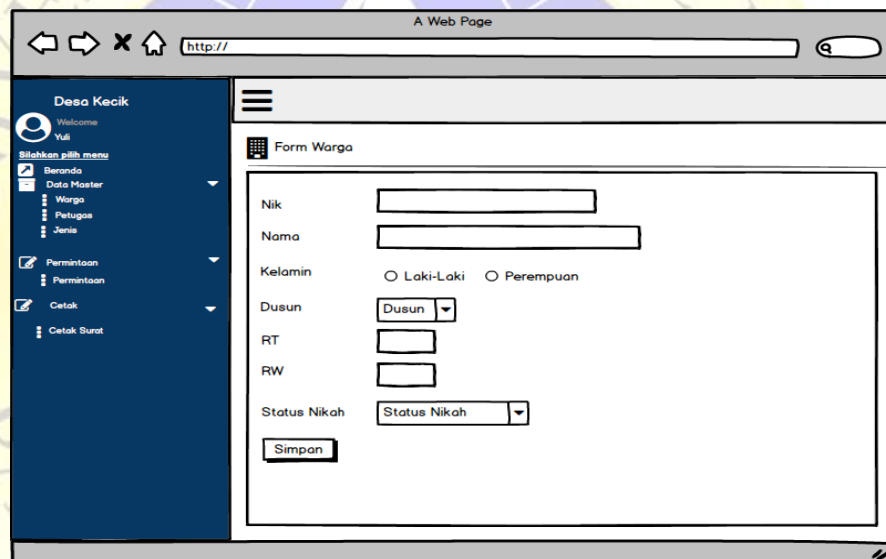 A Web Page
http://
Desa Kecik
Welcome
Yuli
Silahkan pilih menu
Beranda
Data Master
Warga
Petugas
Jenis
Permintaan
Permintaan
Cetak
Cetak Surat
Form Warga
Nik
Nama
Kelamin
Laki-Laki Perempuan
Dusun Dusun
RT
RW
Status Nikah Status Nikah
Simpan